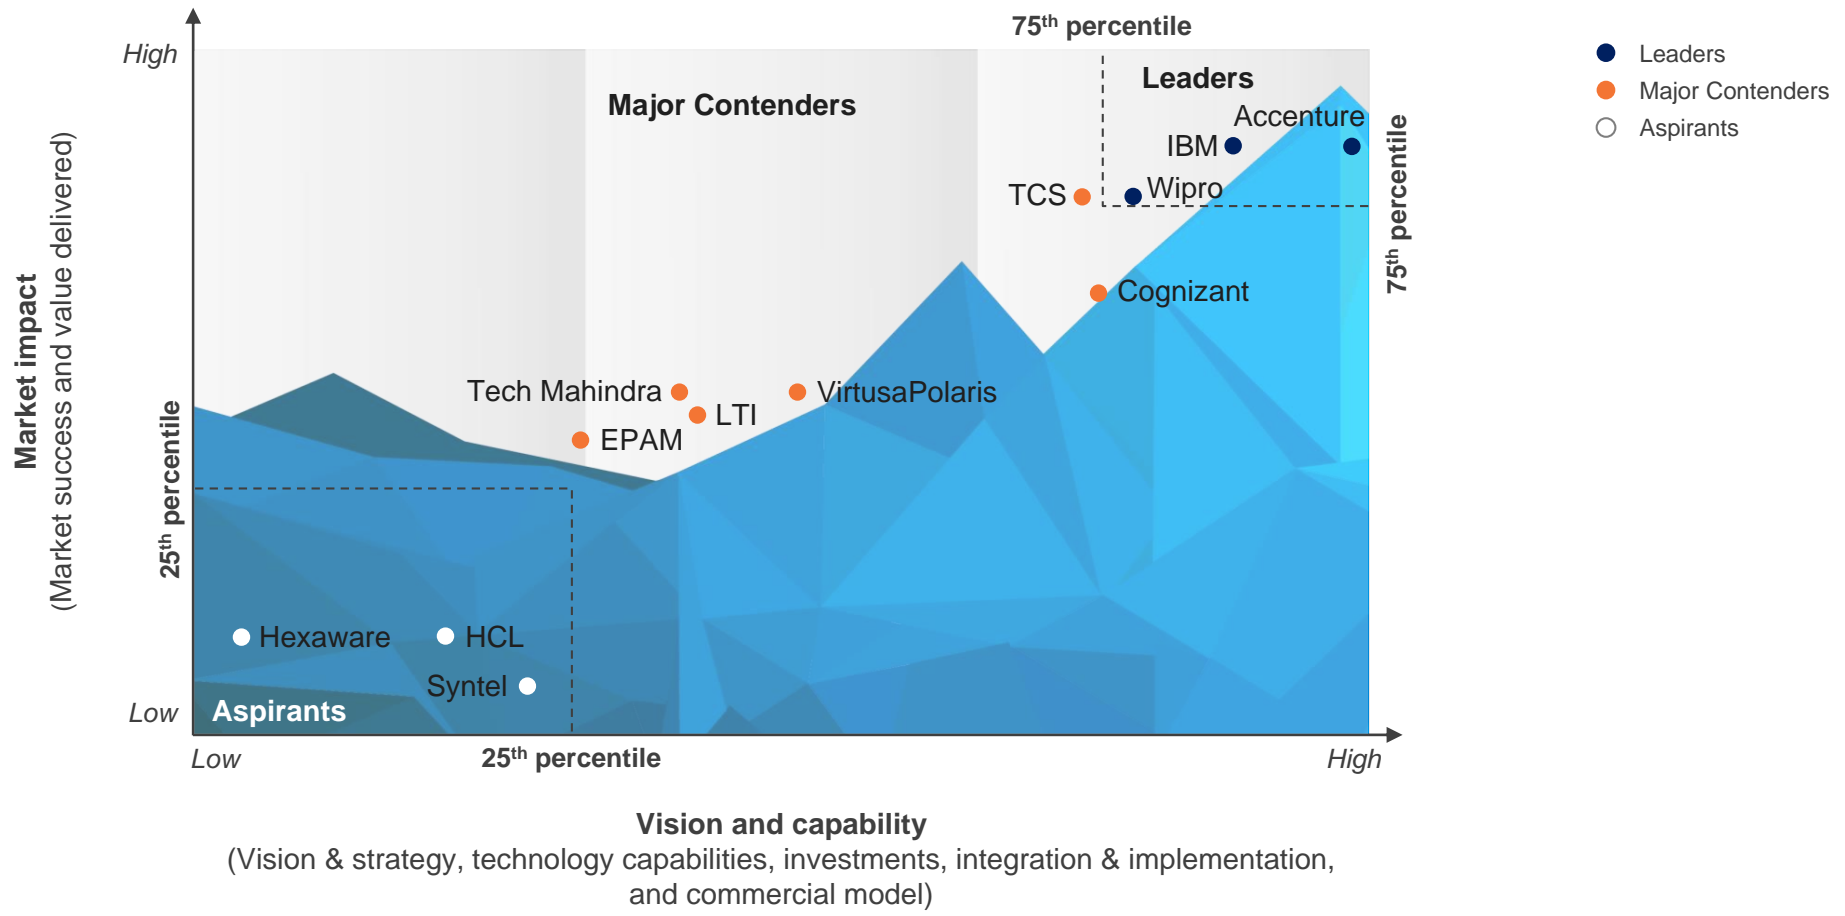 75th percentile
High
Leaders
Leaders
Major Contenders
Major Contenders
Accenture
Aspirants
IBM
Wipro
TCS
75th percentile
Market impact
(Market success and value delivered)
Cognizant
Tech Mahindra
VirtusaPolaris
LTI
EPAM
25th percentile
Hexaware
HCL
Syntel
Aspirants
Low
Low
25th percentile
High
Vision and capability
(Vision & strategy, technology capabilities, investments, integration & implementation,
and commercial model)